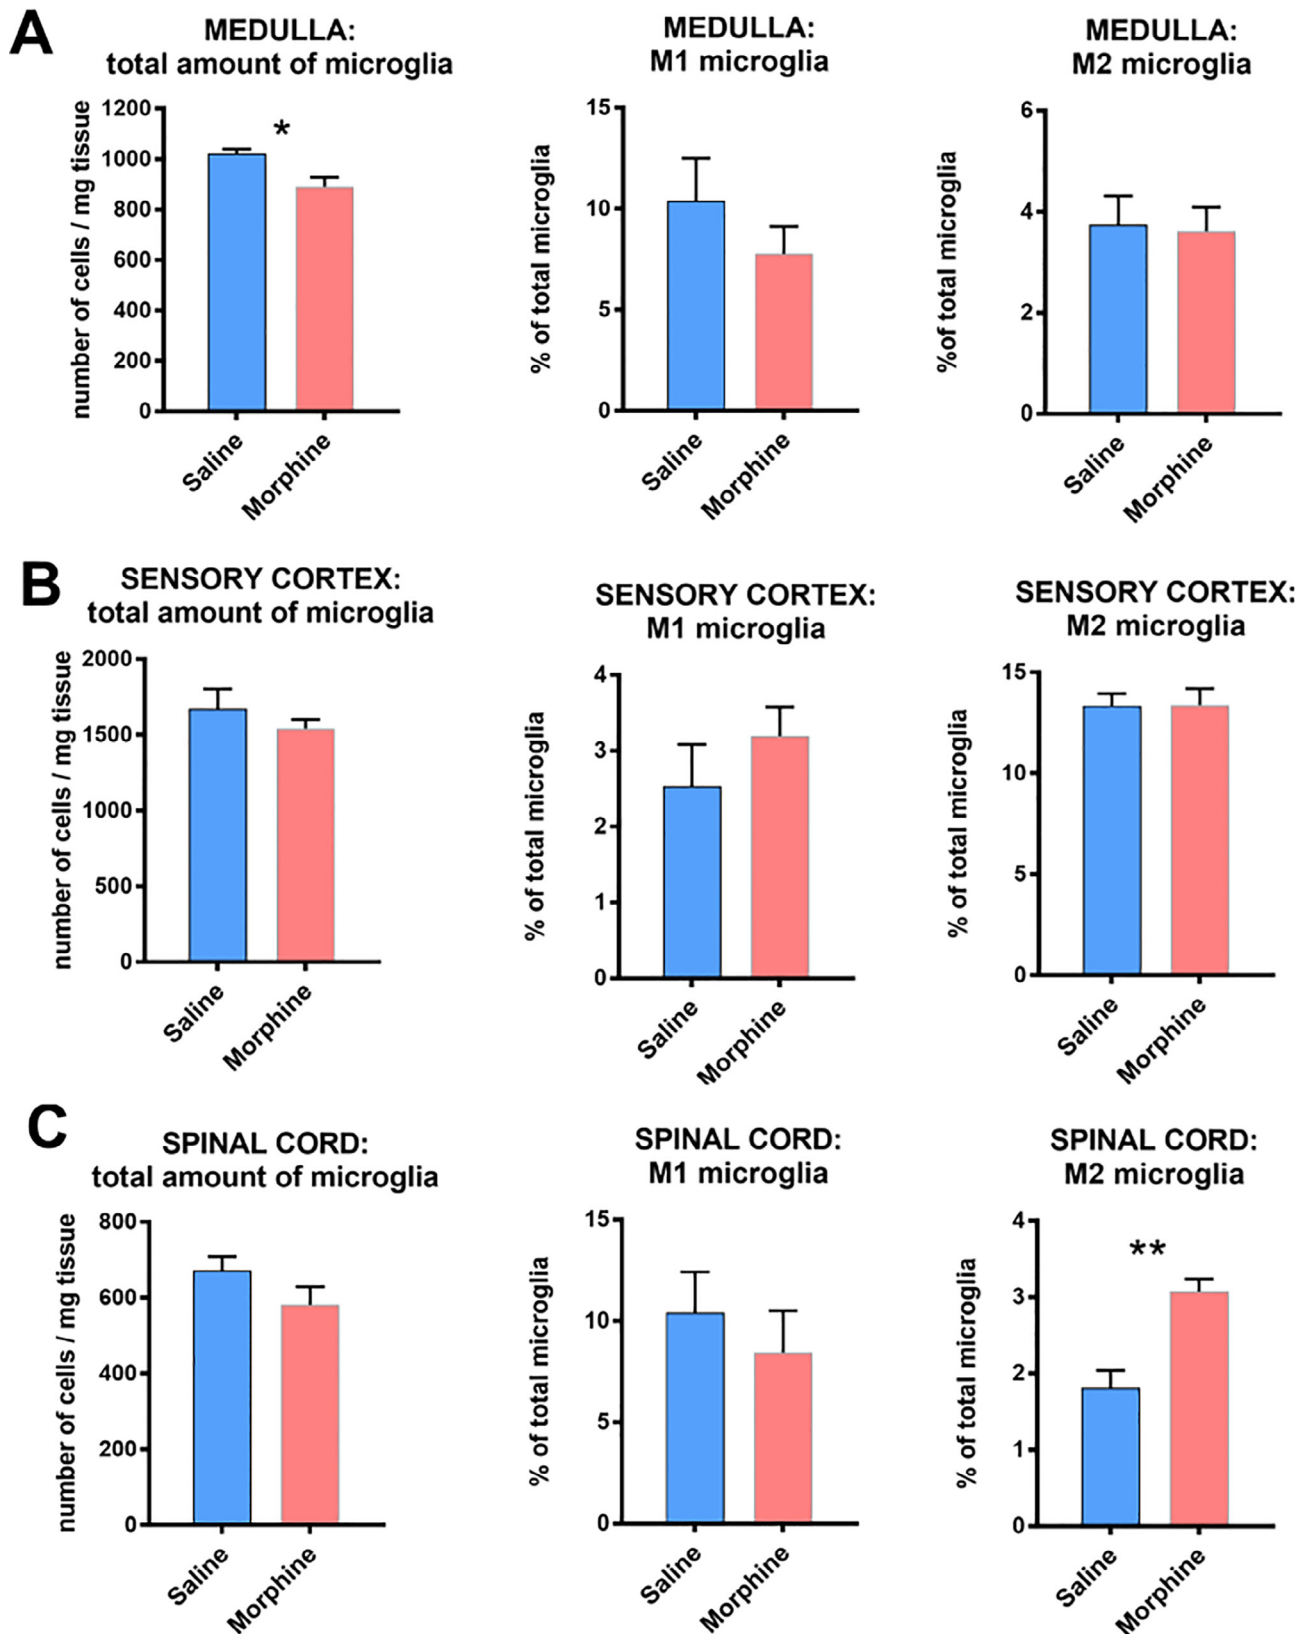 A
MEDULLA:
total amount of microglia
number of cells / mg tissue
1200
1000
800
600
400
200
0
*
Saline
Morphine
MEDULLA:
M1 microglia
% of total microglia
15
10
5
0
Saline
Morphine
MEDULLA:
M2 microglia
%of total microglia
6
4
2
0
Saline
Morphine
B
SENSORY CORTEX:
total amount of microglia
number of cells / mg tissue
2000
1500
1000
500
0
Saline
Morphine
SENSORY CORTEX:
M1 microglia
% of total microglia
4
3
2
1
0
Saline
Morphine
SENSORY CORTEX:
M2 microglia
% of total microglia
15
10
5
0
Saline
Morphine
C
SPINAL CORD:
total amount of microglia
number of cells / mg tissue
800
600
400
200
0
Saline
Morphine
SPINAL CORD:
M1 microglia
% of total microglia
15
10
5
0
Saline
Morphine
SPINAL CORD:
M2 microglia
% of total microglia
4
3
2
1
0
**
Saline
Morphine